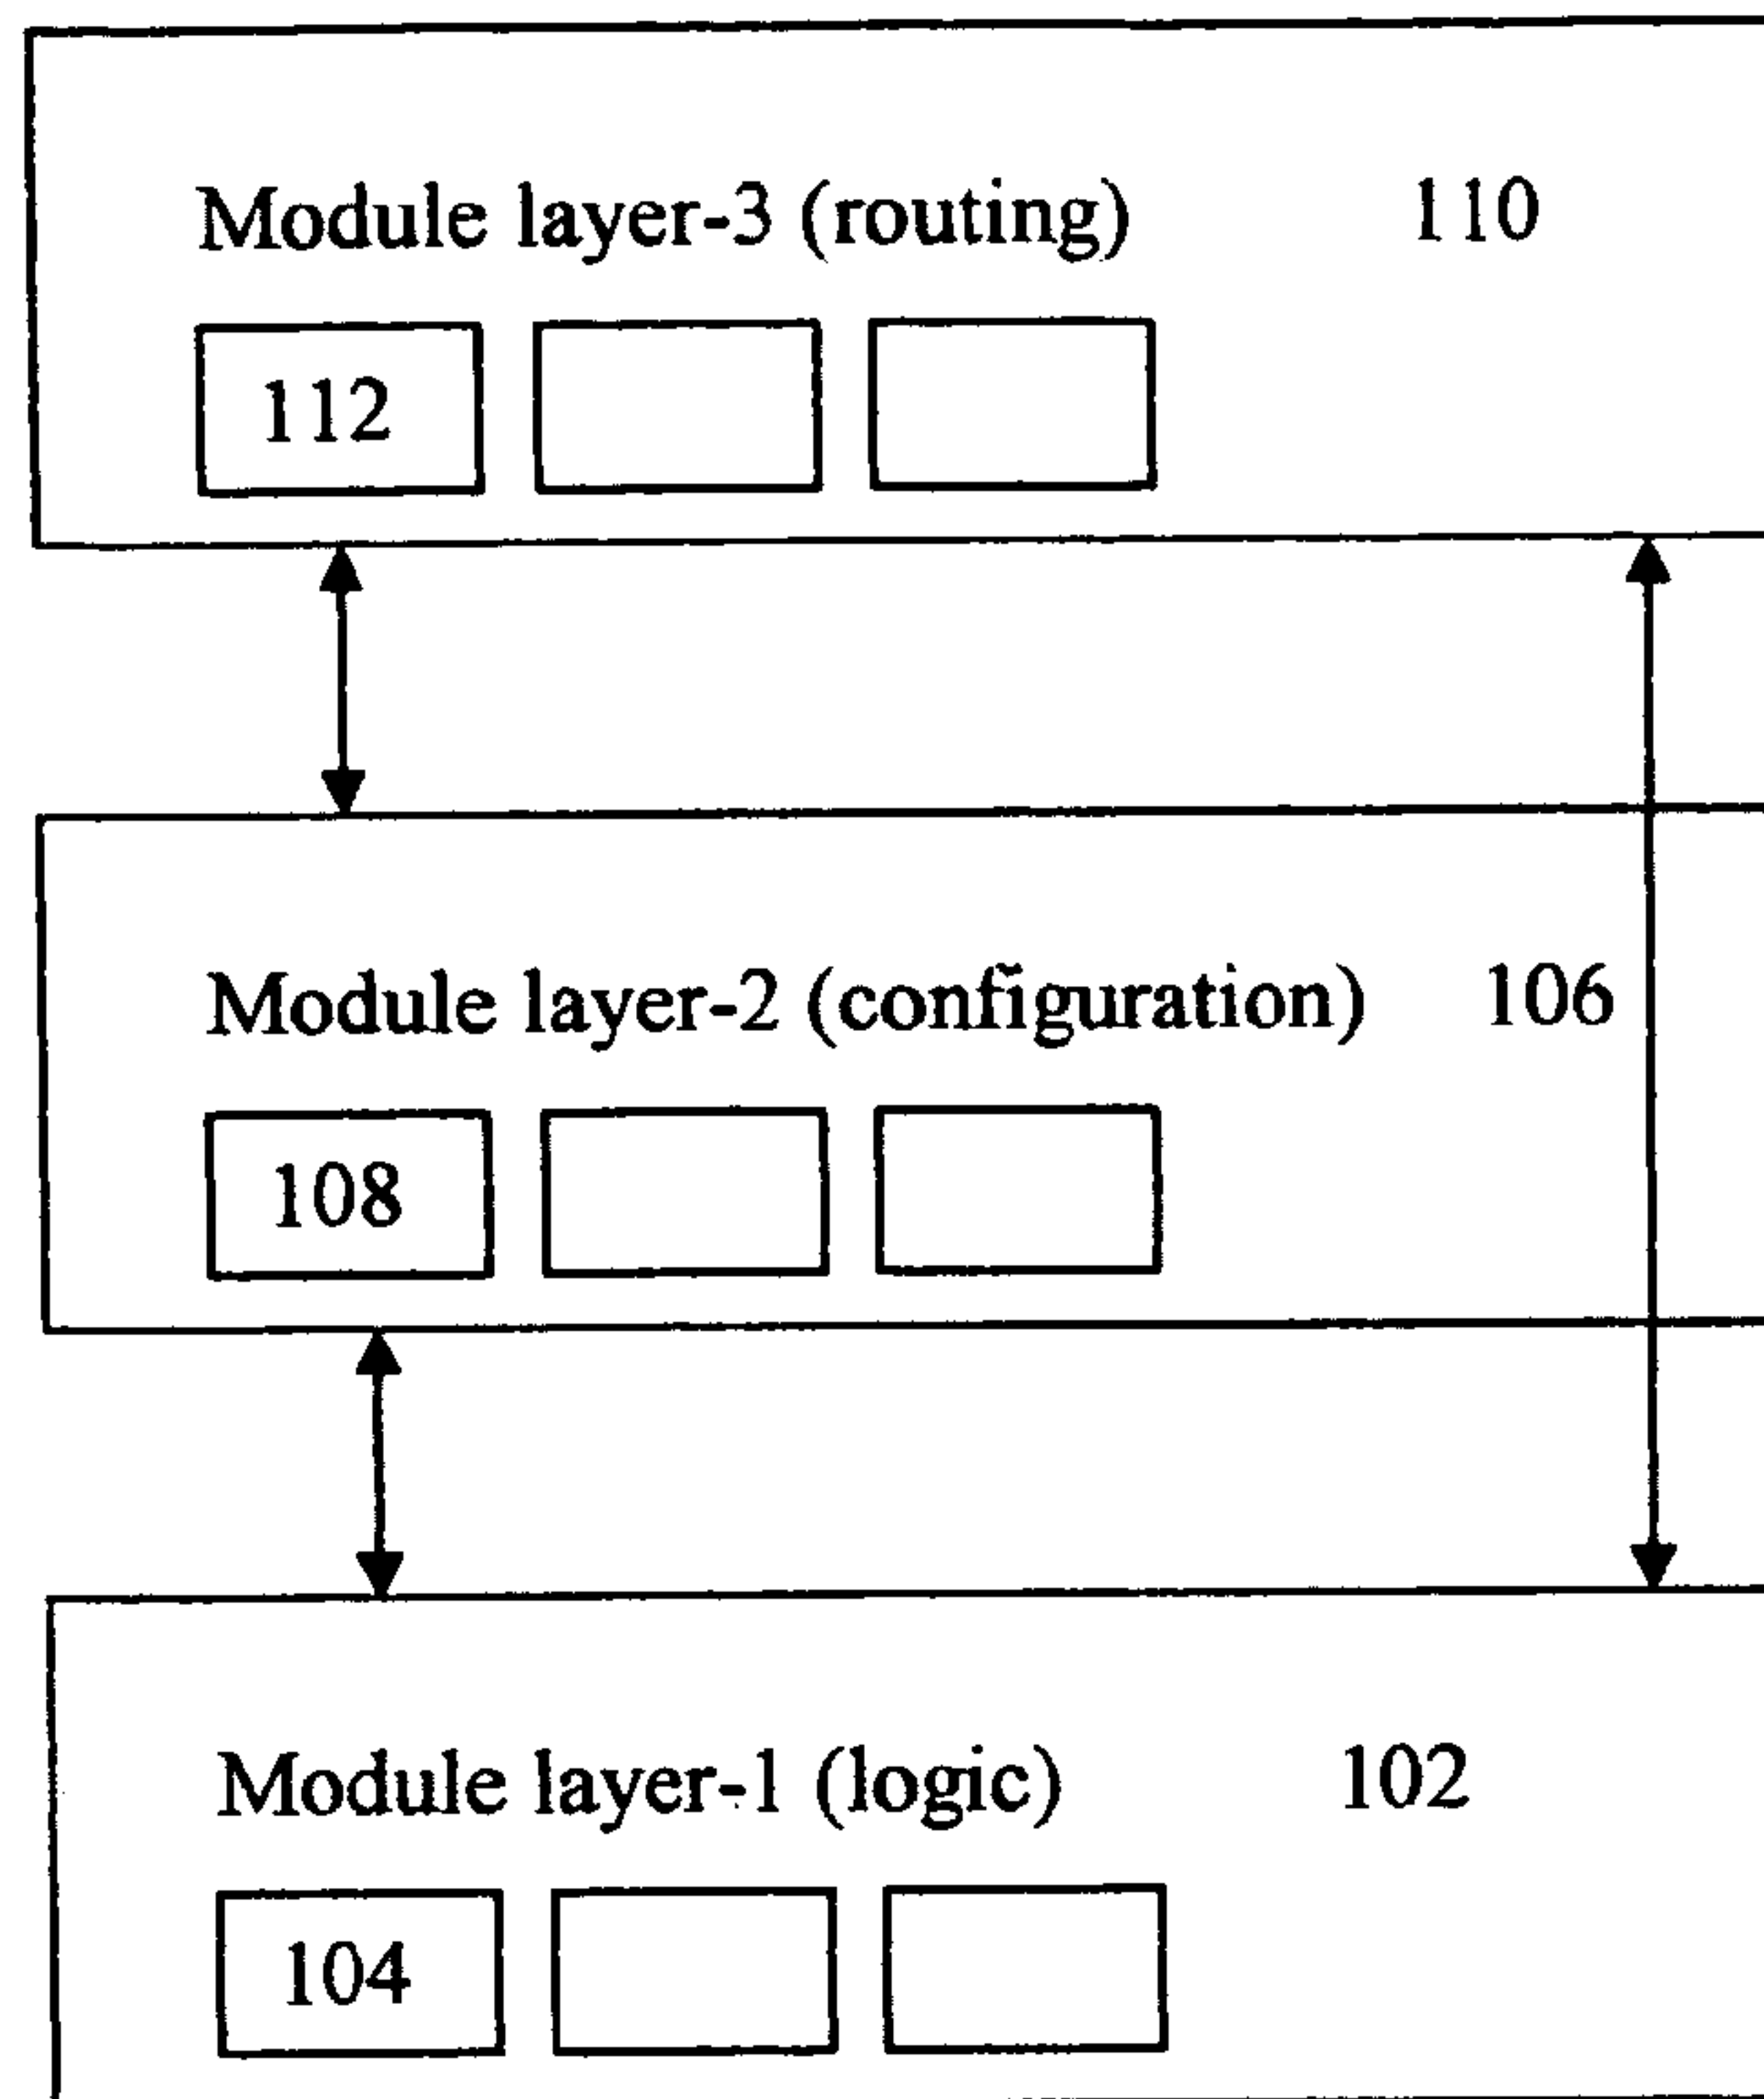 Module layer-3 (routing) 110
112
Module layer-2 (configuration) 106
108
Module layer-1 (logic) 102
104